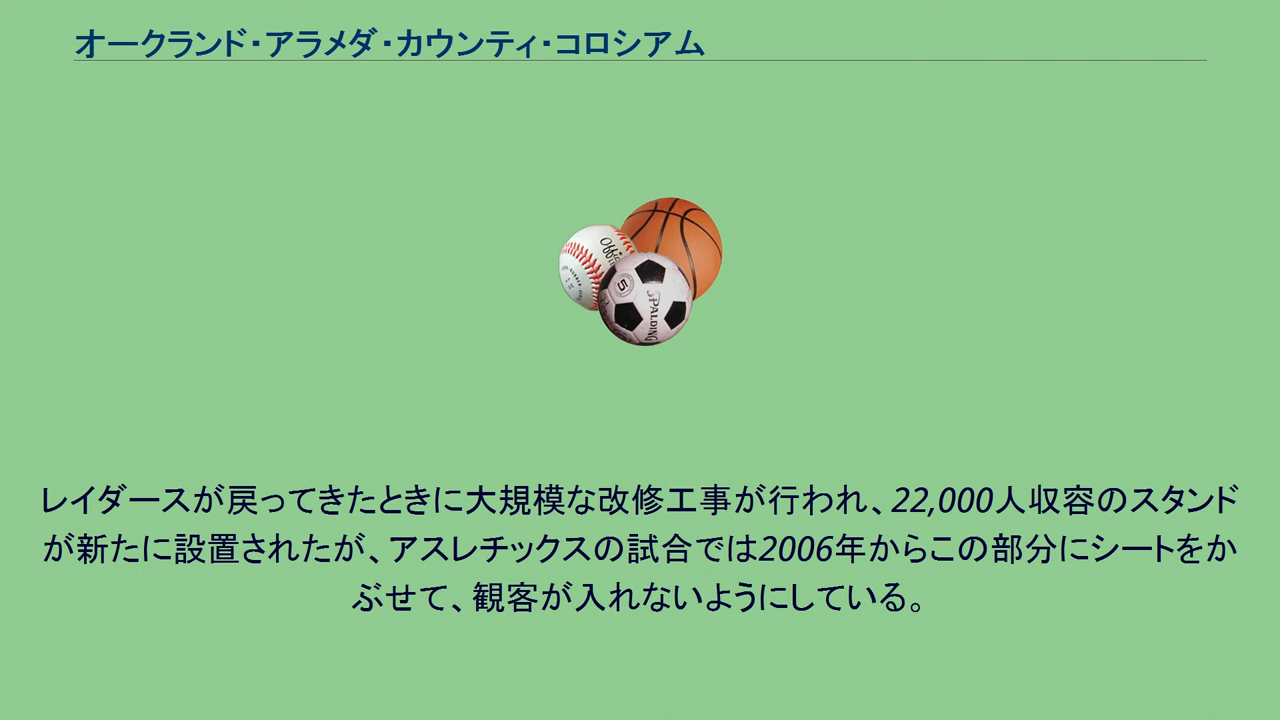 オークランド・アラメダ・カウンティ・コロシアム
Offici
5
SPALDING
レイダースが戻ってきたときに大規模な改修工事が行われ、22,000人収容のスタンド
が新たに設置されたが、アスレチックスの試合では2006年からこの部分にシートをか
ぶせて、観客が入れないようにしている。